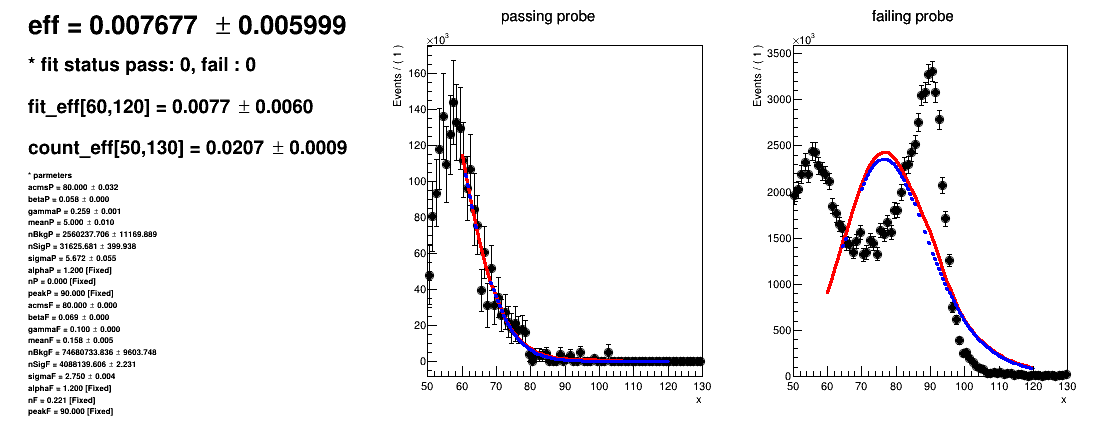 eff = 0.007677 ± 0.005999
* fit status pass: 0, fail : 0
fit_eff[60,120] = 0.0077 ± 0.0060
count_eff[50,130] = 0.0207 ± 0.0009
* parmeters
acmsP = 80.000 ± 0.032
betaP = 0.058 ± 0.000
gammaP = 0.259 ± 0.001
meanP = 5.000 ± 0.010
nBkgP = 2560237.706 ± 11169.889
nSigP = 31625.681 ± 399.938
sigmaP = 5.672 ± 0.055
alphaP = 1.200 [Fixed]
nP = 0.000 [Fixed]
peakP = 90.000 [Fixed]
acmsF = 80.000 ± 0.000
betaF = 0.069 ± 0.000
gammaF = 0.100 ± 0.000
meanF = 0.158 ± 0.005
nBkgF = 74680733.836 ± 9603.748
nSigF = 4088139.606 ± 2.231
sigmaF = 2.750 ± 0.004
alphaF = 1.200 [Fixed]
nF = 0.221 [Fixed]
peakF = 90.000 [Fixed]
passing probe
×10³
Events / ( 1 )
160
140
120
100
80
60
40
20
0
50 60 70 80 90 100 110 120 130
x
failing probe
×10³
Events / ( 1 )
3500
3000
2500
2000
1500
1000
500
0
50 60 70 80 90 100 110 120 130
x